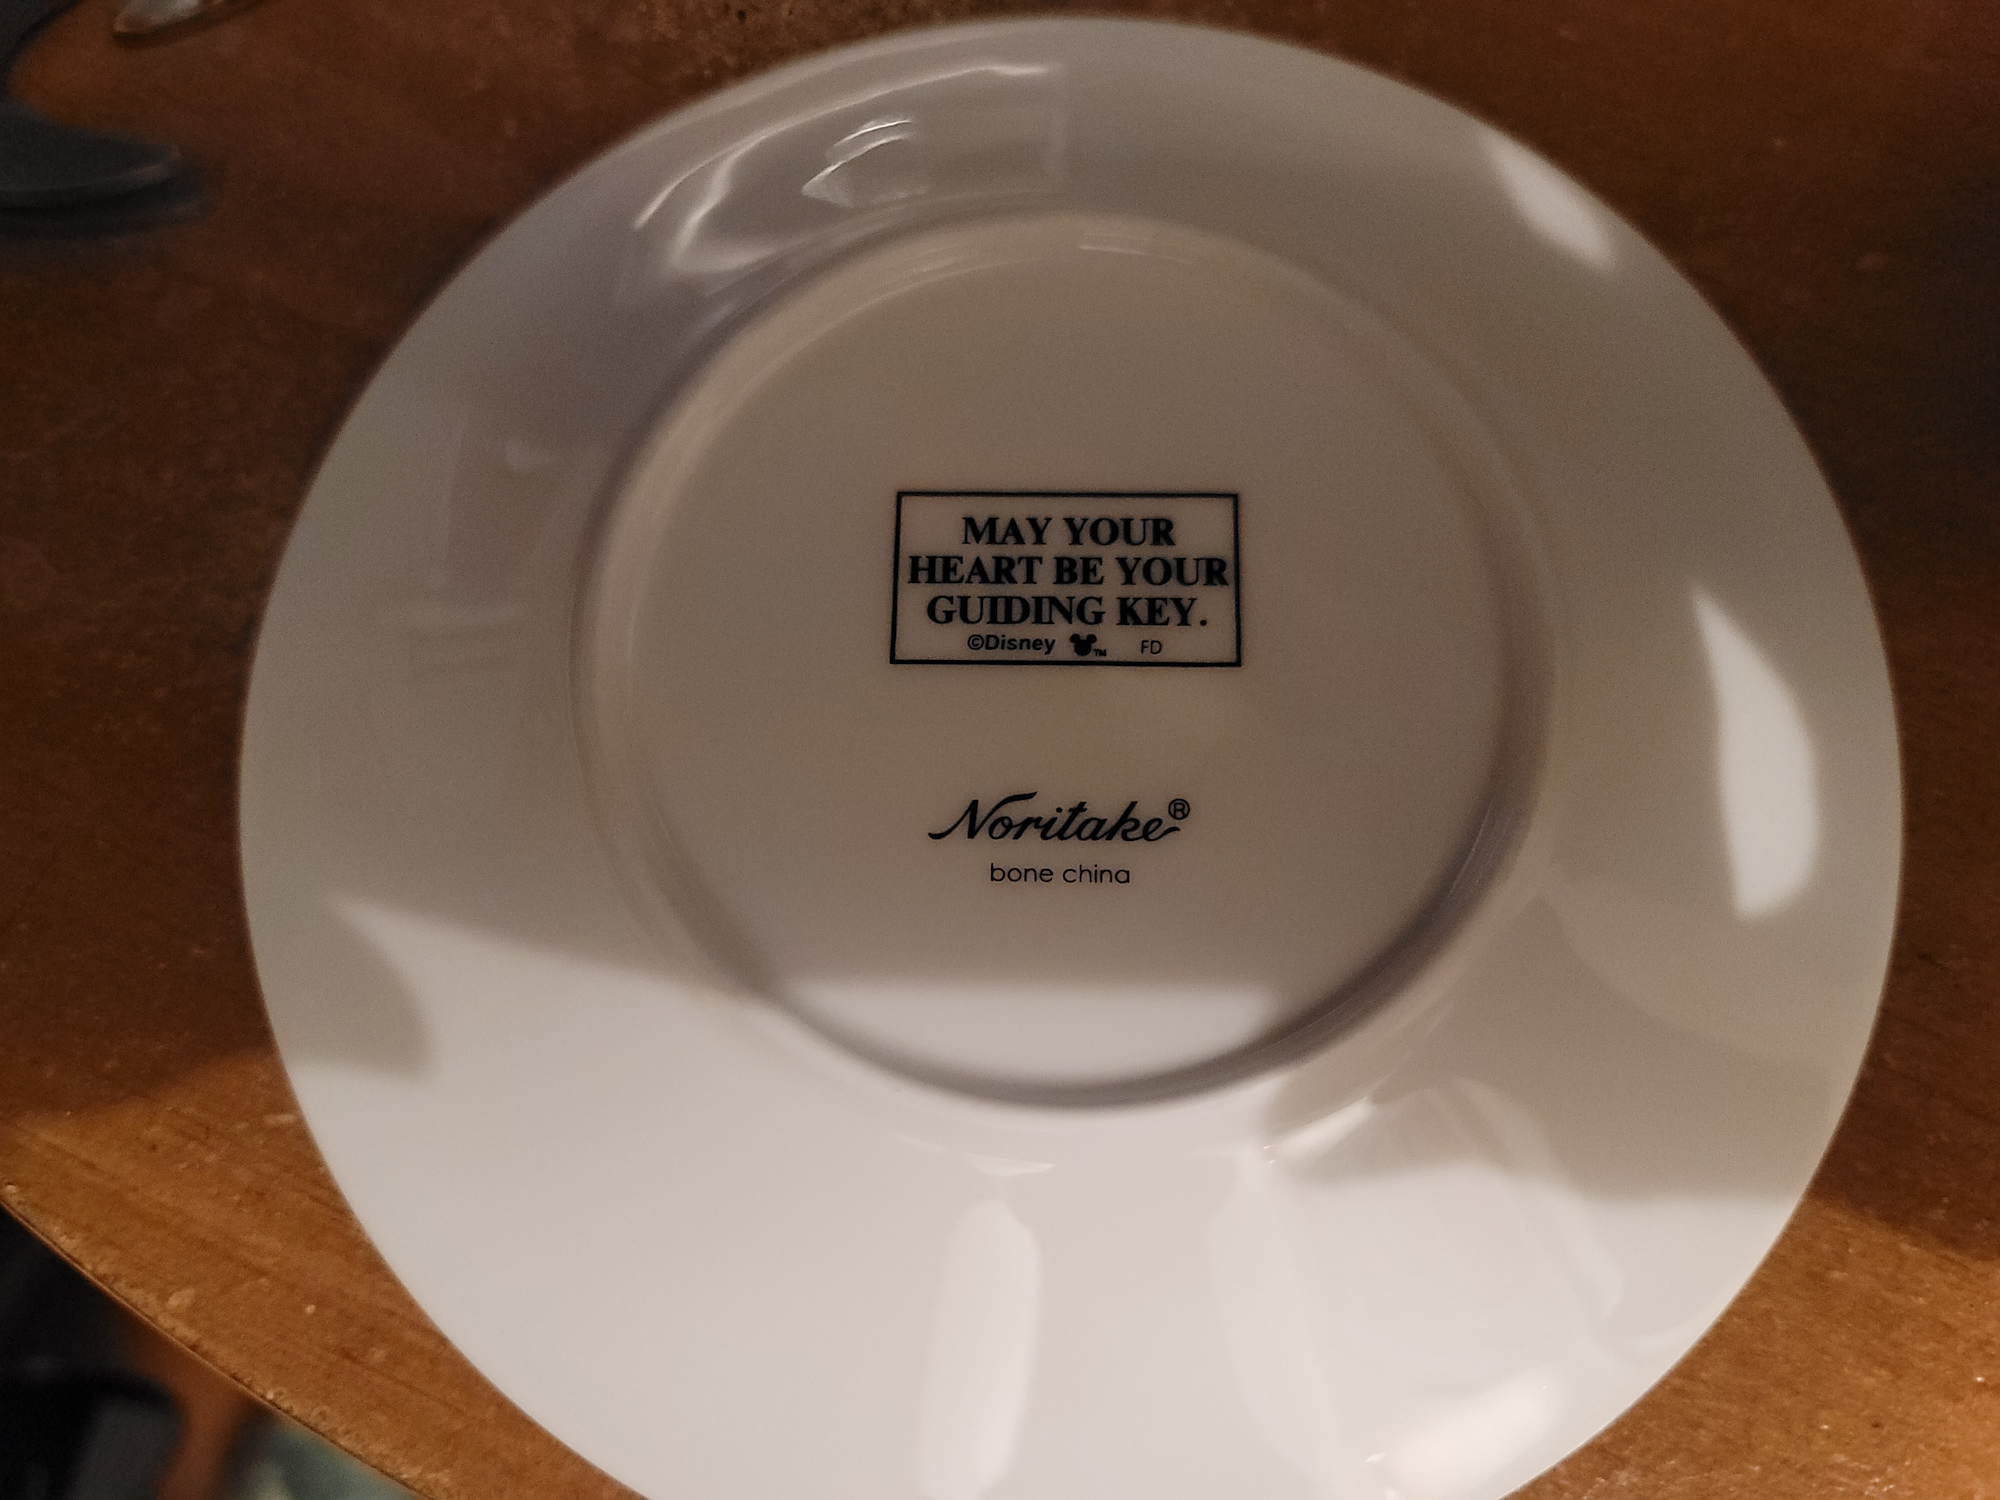 MAY YOUR
HEART BE YOUR
GUIDING KEY.
©Disney ™ FD
Noritake®
bone china